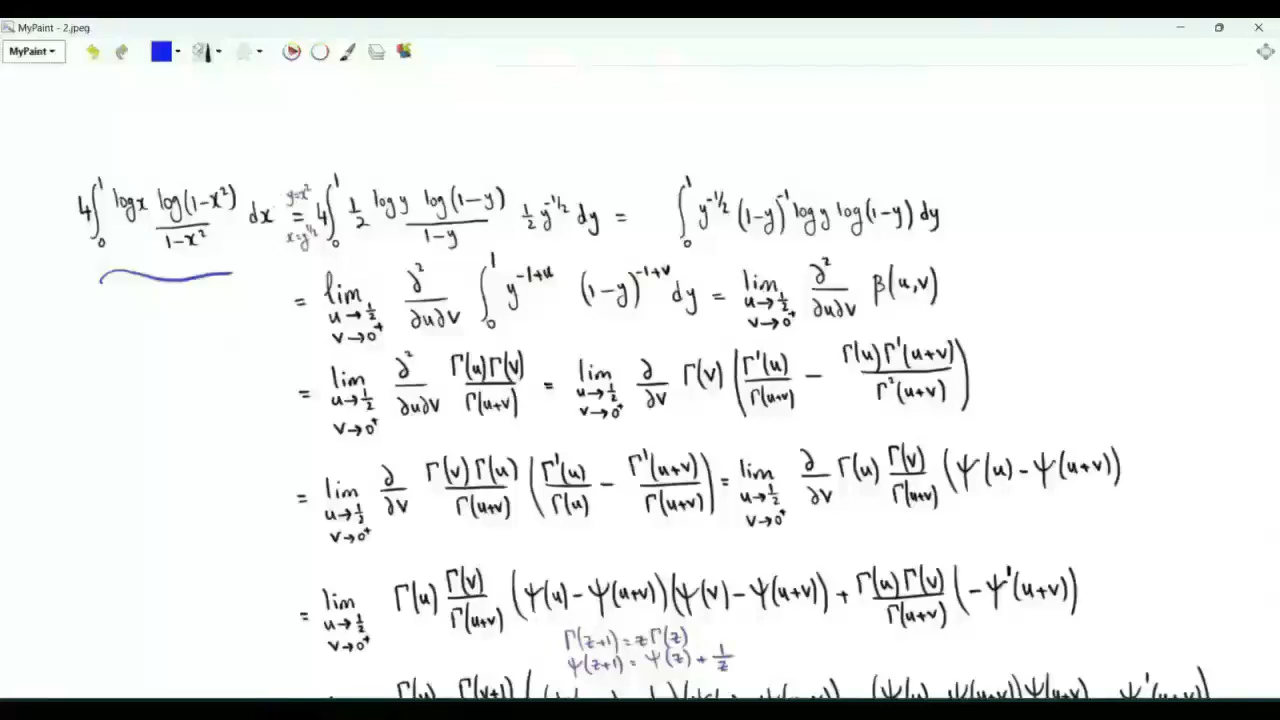 MyPaint - 2.jpeg
MyPaint
4∫₀¹ logx log(1-x²)/(1-x²) dx = (y=x², x=y^{1/2}) 4∫₀¹ 1/2 logy log(1-y)/(1-y) 1/2 y^{-1/2} dy = ∫₀¹ y^{-1/2} (1-y)^{-1} logy log(1-y) dy
= lim_{u→1/2, v→0⁺} ∂²/∂u∂v ∫₀¹ y^{-1+u} (1-y)^{-1+v} dy = lim_{u→1/2, v→0⁺} ∂²/∂u∂v β(u,v)
= lim_{u→1/2, v→0⁺} ∂²/∂u∂v Γ(u)Γ(v)/Γ(u+v) = lim_{u→1/2, v→0⁺} ∂/∂v Γ(v) (Γ'(u)/Γ(u+v) - Γ(u)Γ'(u+v)/Γ²(u+v))
= lim_{u→1/2, v→0⁺} ∂/∂v Γ(v)Γ(u)/Γ(u+v) (Γ'(u)/Γ(u) - Γ'(u+v)/Γ(u+v)) = lim_{u→1/2, v→0⁺} ∂/∂v Γ(u) Γ(v)/Γ(u+v) (ψ(u) - ψ(u+v))
= lim_{u→1/2, v→0⁺} Γ(u) Γ(v)/Γ(u+v) (ψ(u) - ψ(u+v))(ψ(v) - ψ(u+v)) + Γ(u)Γ(v)/Γ(u+v) (-ψ'(u+v))
Γ(z+1) = zΓ(z)
ψ(z+1) = ψ(z) + 1/z